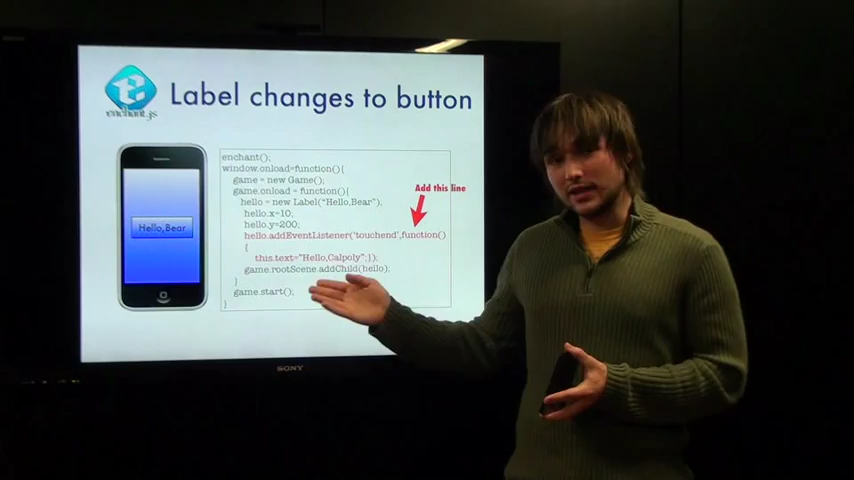 Label changes to button
enchant.js
enchant();
window.onload=function(){
game = new Game();
game.onload = function(){
Add this line
hello = new Label("Hello,Bear");
hello.x=10;
hello.y=200;
Hello,Bear
hello.addEventListener('touchend',function()
{
this.text="Hello,Calpoly";});
game.rootScene.addChild(hello);
}
game.start();
}
SONY